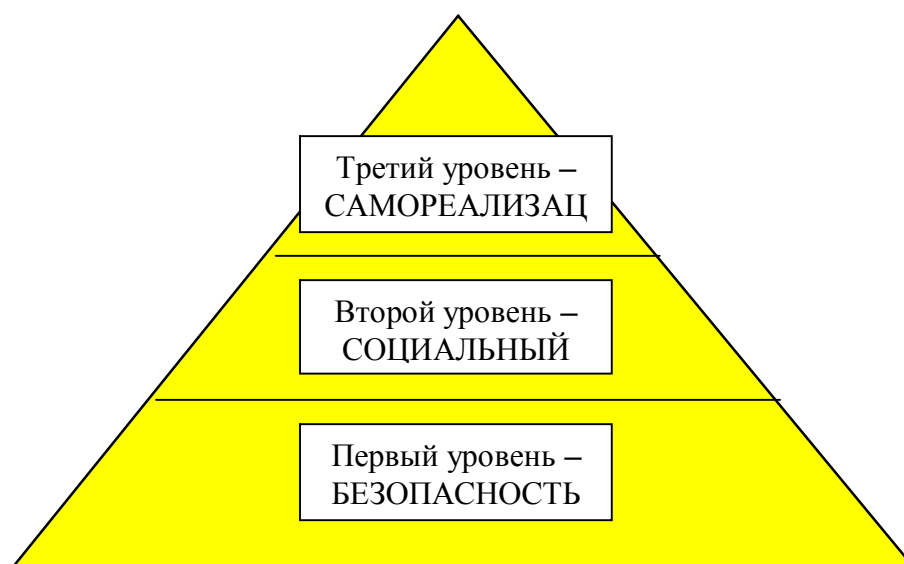 Третий уровень –
САМОРЕАЛИЗАЦ
Второй уровень –
СОЦИАЛЬНЫЙ
Первый уровень –
БЕЗОПАСНОСТЬ